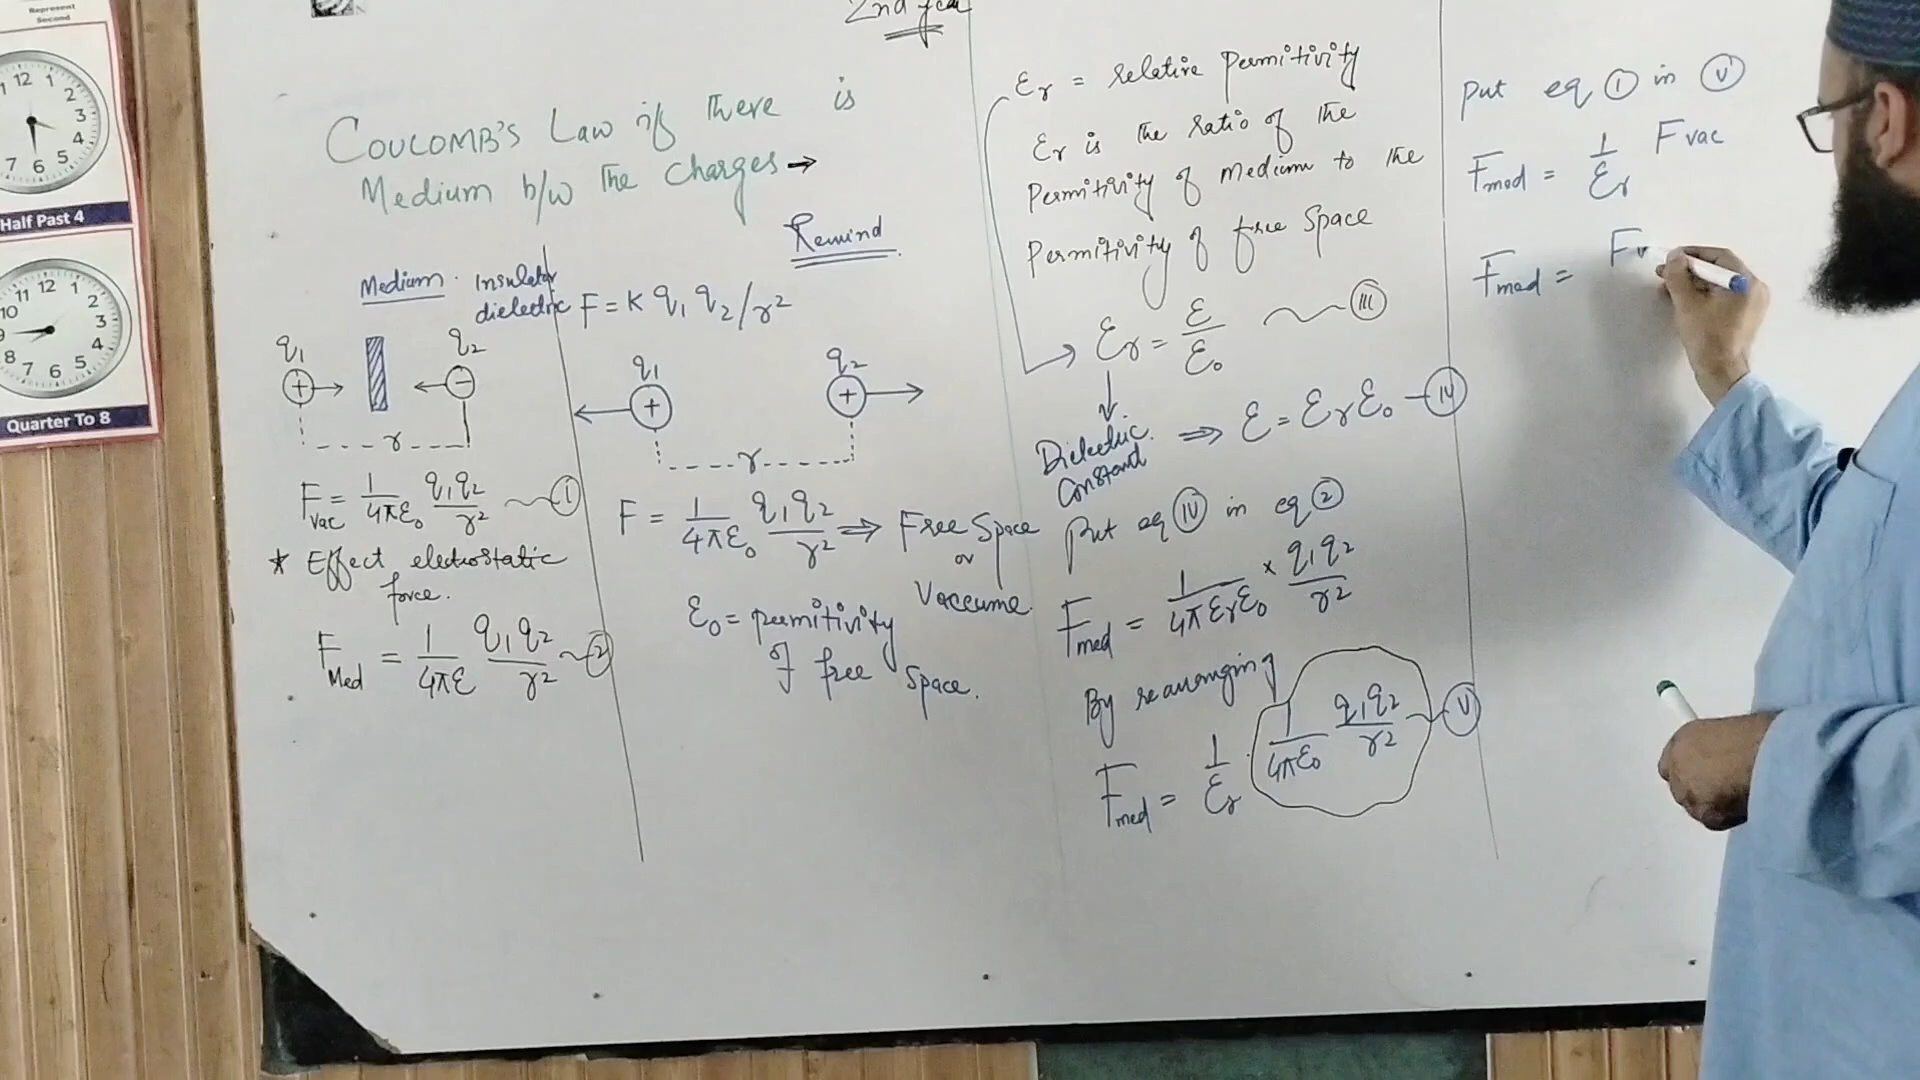 Represent
Second
12 1 2 3 4 5 6 7
Half Past 4
11 12 1 2 3 4 5 6 7 8 9 10
Quarter To 8
2nd year
COULOMB'S Law if there is
Medium b/w the charges →
Medium. Insulator
dielectric
q₁ q₂
+ −
r
F_vac = 1/4πε₀ q₁q₂/r² ~ ①
* Effect electrostatic
force.
F_Med = 1/4πε q₁q₂/r² ~ ②
Remind
F = K q₁ q₂/r²
q₁ q₂
+ +
r
F = 1/4πε₀ q₁q₂/r² ⇒ Free Space
or
Vaccume
ε₀ = permitivity
of free space.
εr = relative Permitivity
εr is the ratio of the
Permitivity of medium to the
Permitivity of free Space
εr = ε/ε₀ ~ (III)
Dielectric
Constant
⇒ ε = εr ε₀ – (IV)
Put eq (IV) in eq ②
F_med = 1/4πεrε₀ × q₁q₂/r²
By rearranging
F_med = 1/εr · 1/4πε₀ q₁q₂/r² ~ (V)
Put eq ① in (V)
F_med = 1/εr Fvac
F_med = Fv